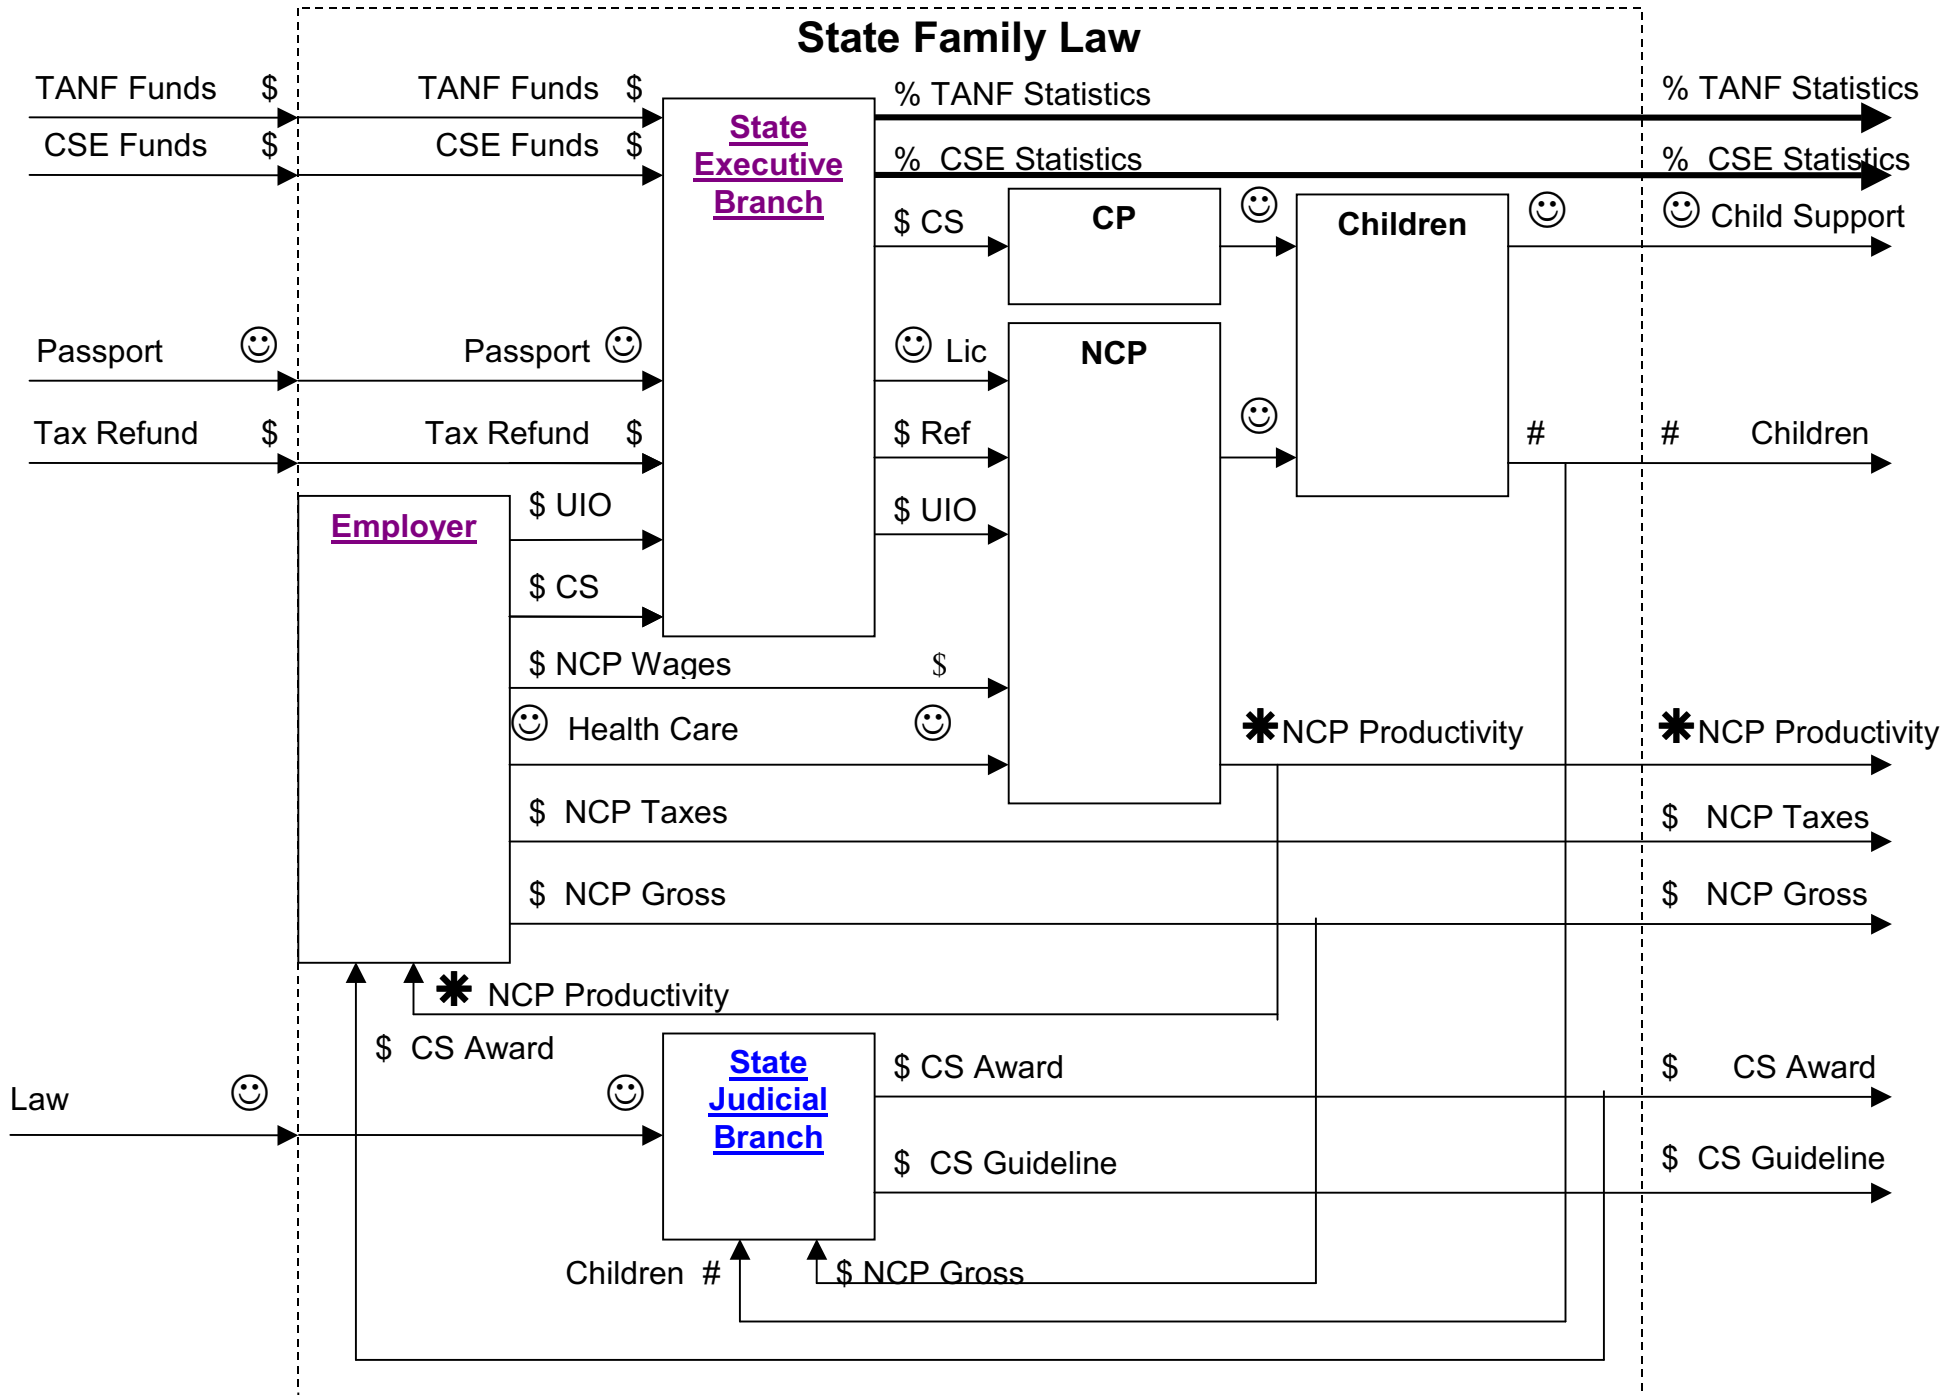 State Family Law
TANF Funds $ TANF Funds $ % TANF Statistics % TANF Statistics
CSE Funds $ CSE Funds $ % CSE Statistics % CSE Statistics
State
Executive
Branch
$ CS CP Children Child Support
Passport Passport Lic NCP
Tax Refund $ Tax Refund $ $ Ref # # Children
Employer $ UIO $ UIO
$ CS
$ NCP Wages $
Health Care NCP Productivity NCP Productivity
$ NCP Taxes $ NCP Taxes
$ NCP Gross $ NCP Gross
NCP Productivity
$ CS Award
State
Judicial
Branch
$ CS Award $ CS Award
Law
$ CS Guideline $ CS Guideline
Children # $ NCP Gross